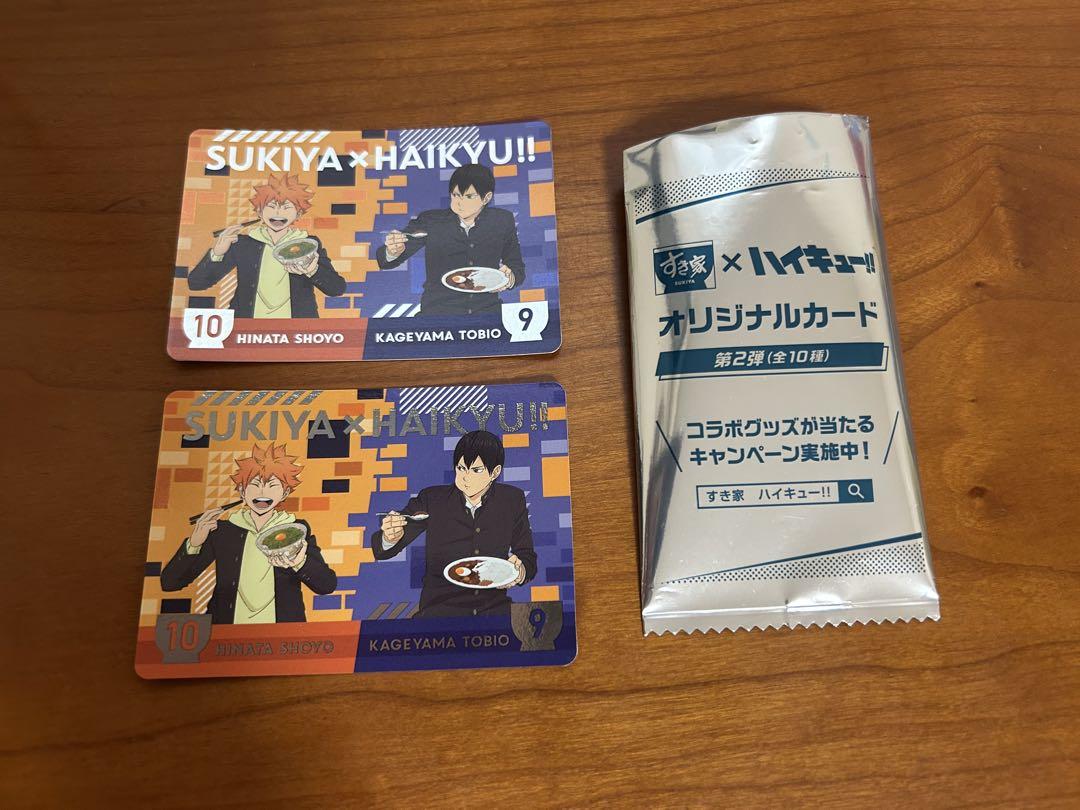 SUKIYA×HAIKYU!!
10 HINATA SHOYO
KAGEYAMA TOBIO 9
SUKIYA×HAIKYU!!
10 HINATA SHOYO
KAGEYAMA TOBIO 9
すき家 SUKIYA × ハイキュー!!
オリジナルカード
第2弾(全10種)
コラボグッズが当たる
キャンペーン実施中!
すき家 ハイキュー!!